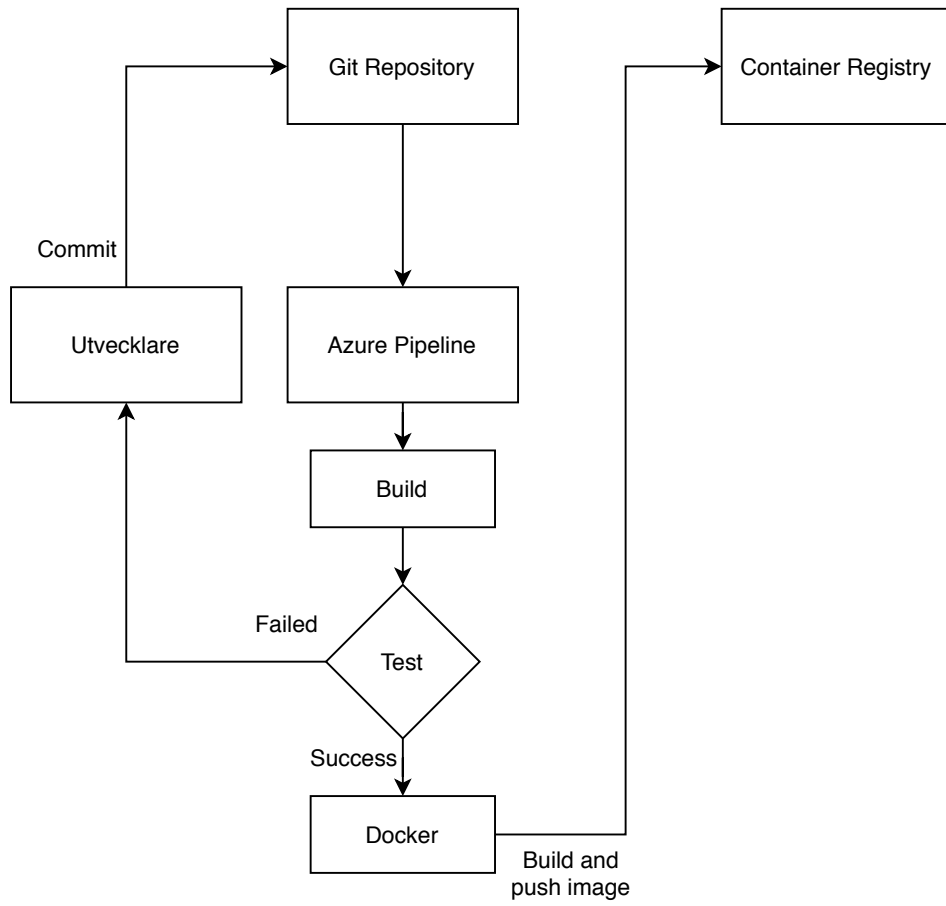 Git Repository
Container Registry
Commit
Utvecklare
Azure Pipeline
Build
Failed
Test
Success
Docker
Build and
push image